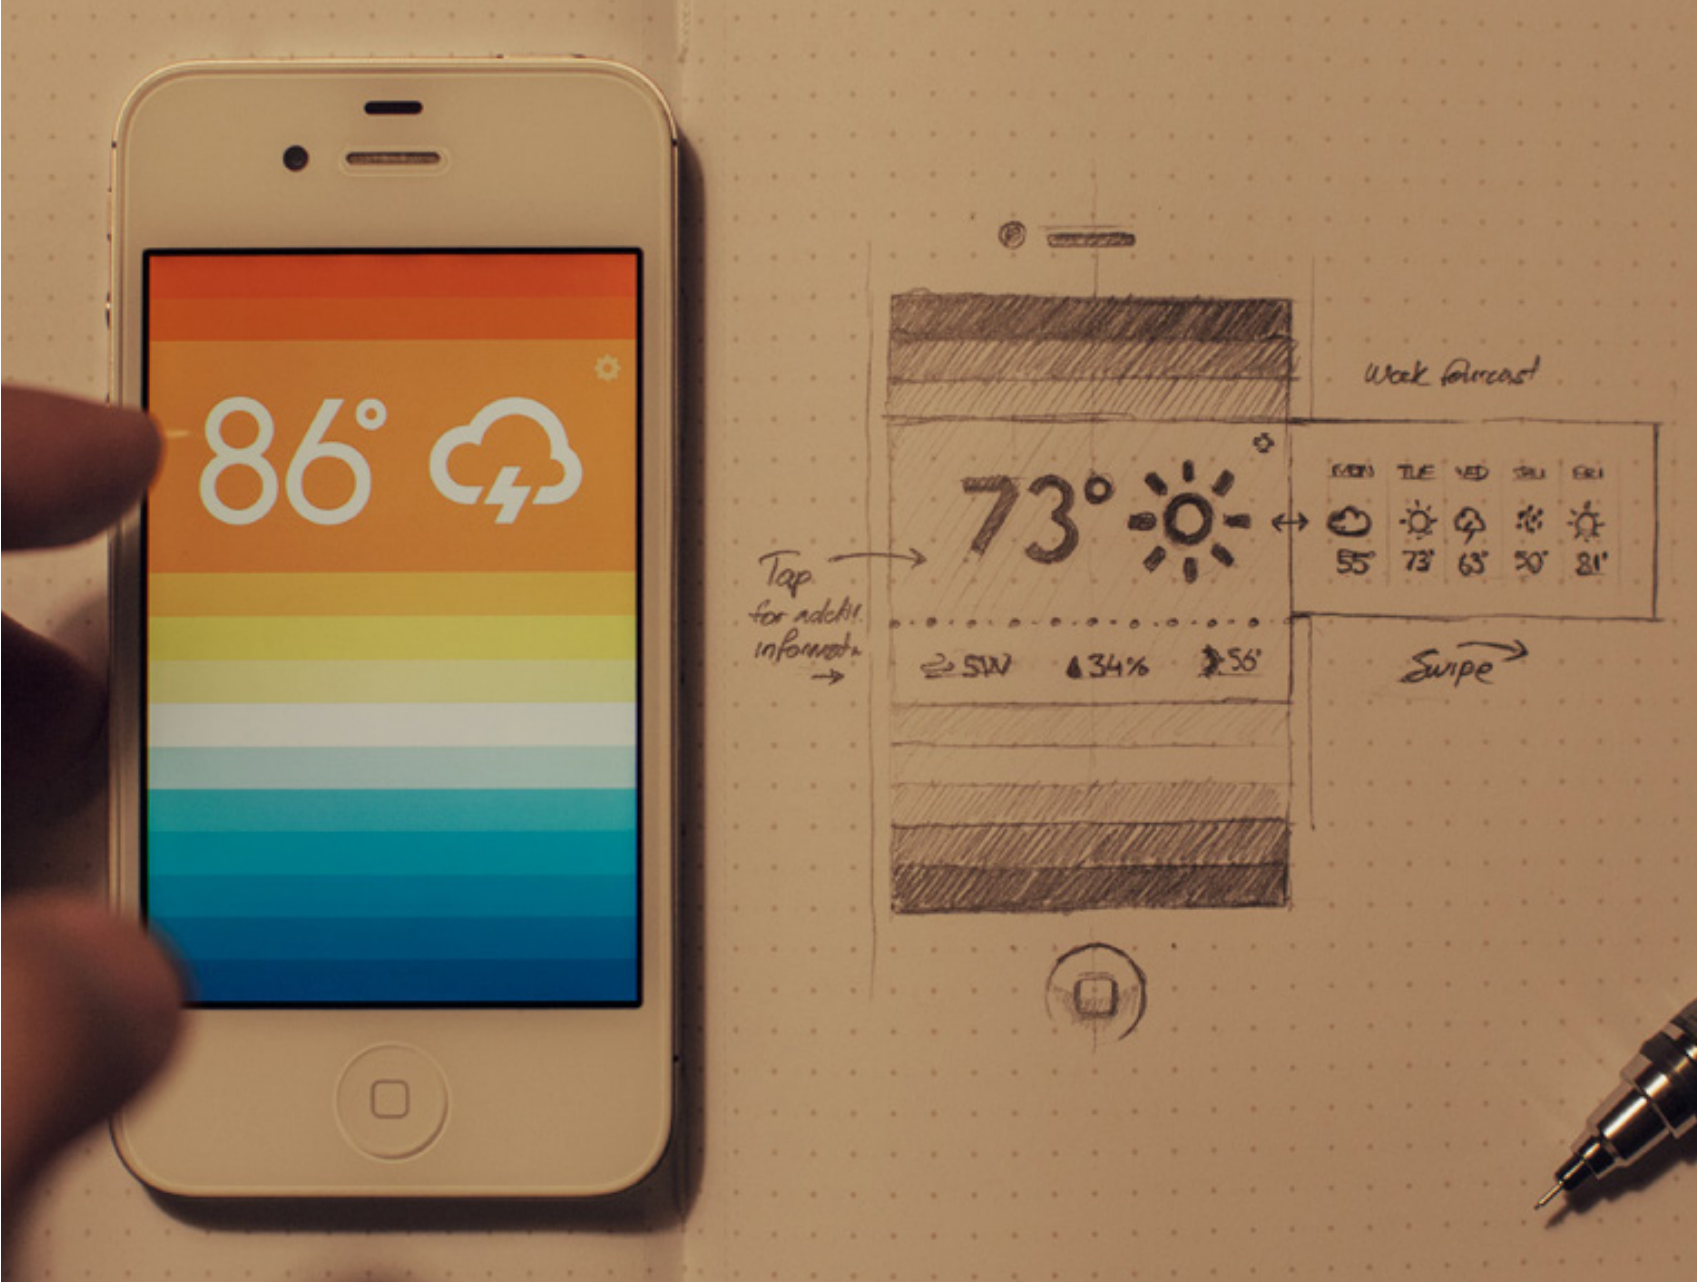 86°
Week forecast
73°
MON TUE WED THU FRI
55° 73° 63° 50° 81°
Tap
for addit.
informat.
SW 34% 56°
Swipe